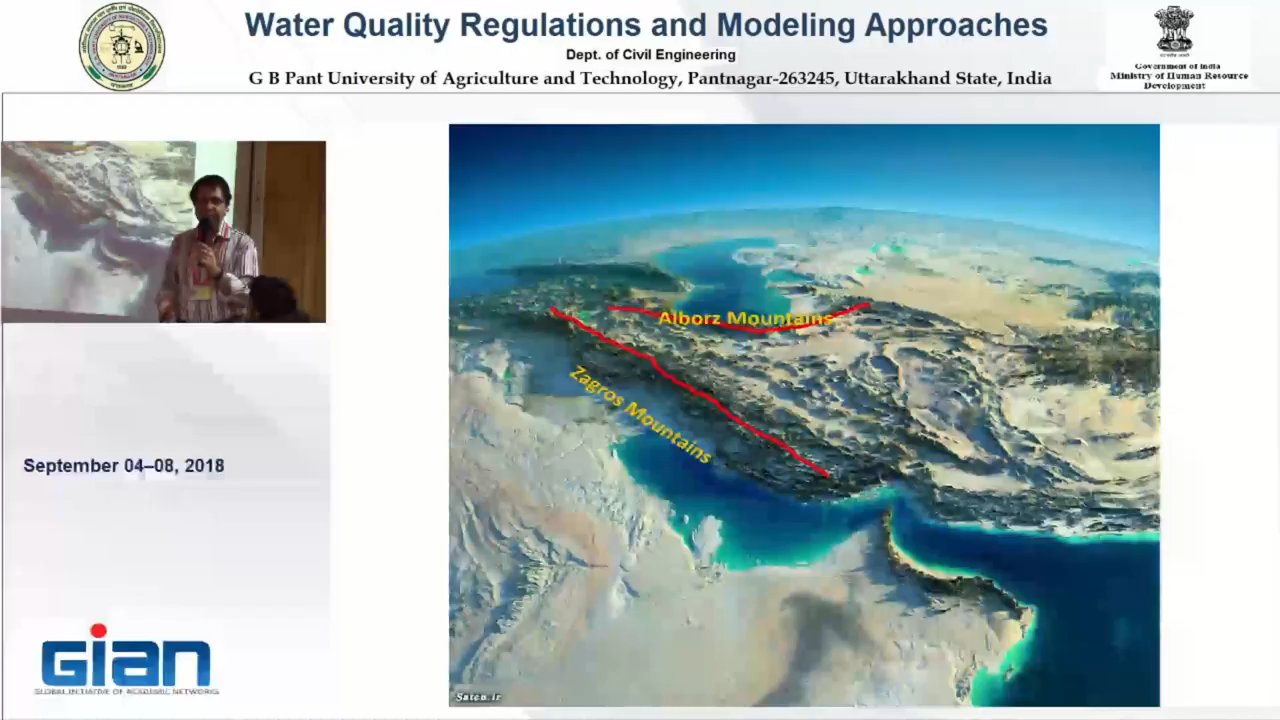 Water Quality Regulations and Modeling Approaches
Dept. of Civil Engineering
G B Pant University of Agriculture and Technology, Pantnagar-263245, Uttarakhand State, India
Government of India
Ministry of Human Resource
Development
Alborz Mountains
Zagros Mountains
September 04–08, 2018
GIAN
GLOBAL INITIATIVE OF ACADEMIC NETWORKS
Saten.ir